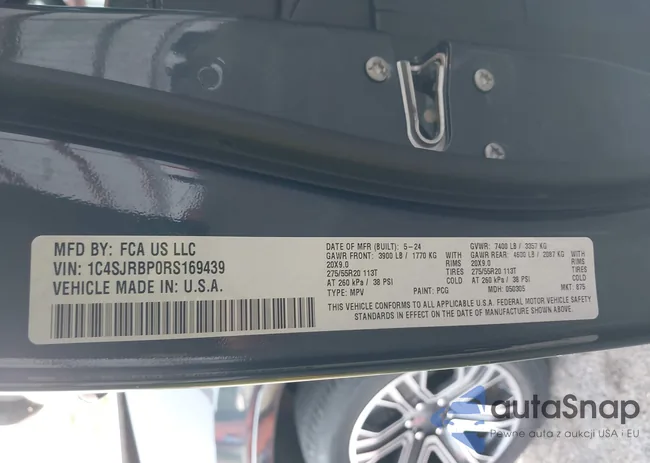 MFD BY: FCA US LLC
VIN: 1C4SJRBP0RS169439
VEHICLE MADE IN: U.S.A.
DATE OF MFR (BUILT): 5-24
GAWR FRONT: 3900 LB / 1770 KG WITH
20X9.0 RIMS
275/55R20 113T
AT 260 kPa / 38 PSI COLD
TYPE: MPV PAINT: PCG
GVWR: 7400 LB / 3357 KG
GAWR REAR: 4600 LB / 2087 KG WITH
20X9.0 RIMS
275/55R20 113T
AT 260 kPa / 38 PSI COLD
MDH: 050305 MKT: 875
THIS VEHICLE CONFORMS TO ALL APPLICABLE U.S.A. FEDERAL MOTOR VEHICLE SAFETY
STANDARDS IN EFFECT ON THE DATE OF MANUFACTURE SHOWN ABOVE.
autaSnap
Pewne auta z aukcji USA i EU